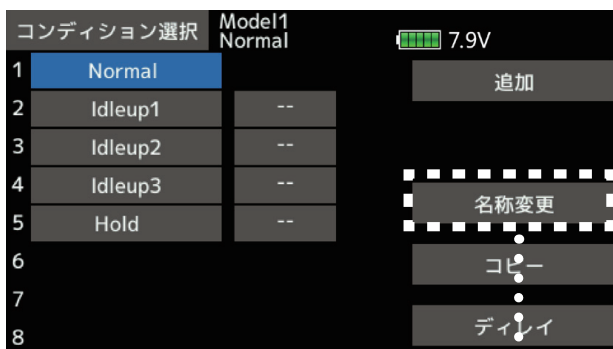 コンディション選択 Model1
Normal
7.9V
1 Normal
追加
2 Idleup1 --
3 Idleup2 --
4 Idleup3 --
名称変更
5 Hold --
6
コピー
7
8
ディレイ